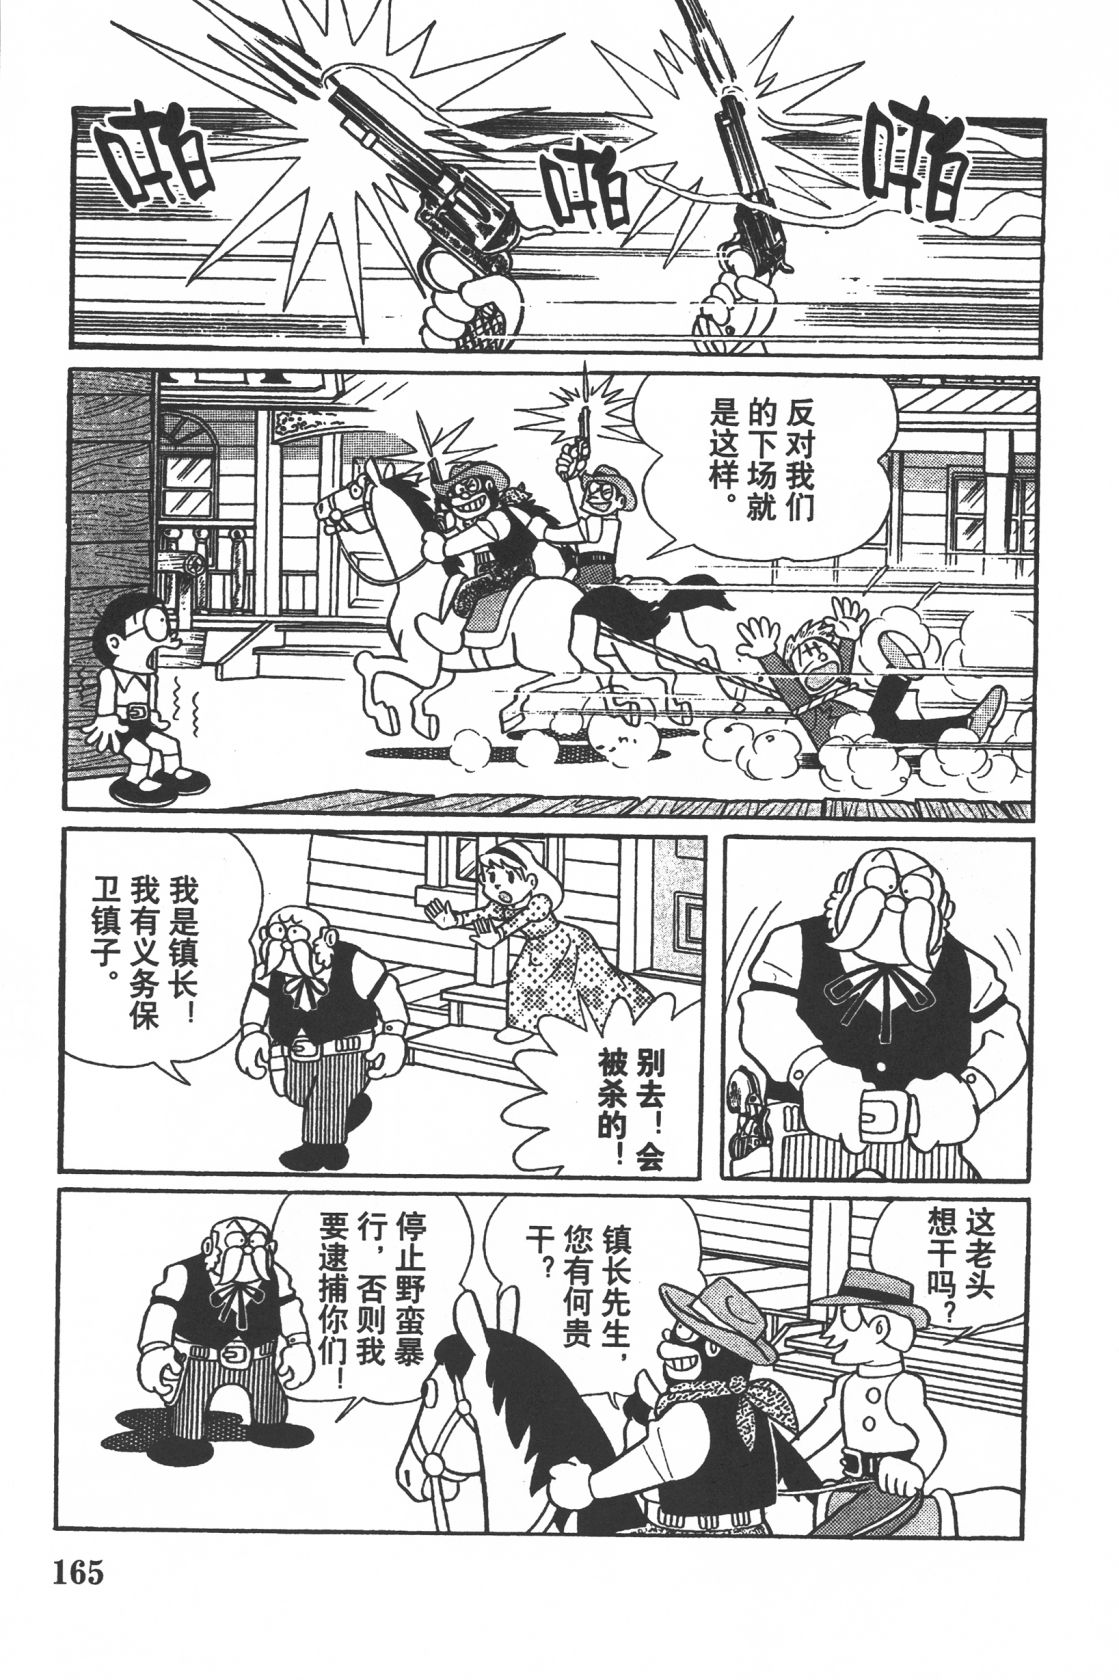 啪
啪
啪
反对我们
的下场就
是这样。
别去！会
被杀的！
我是镇长！
我有义务保
卫镇子。
这老头
想干吗？
镇长先生，
您有何贵
干？
停止野蛮暴
行，否则我
要逮捕你们！
165